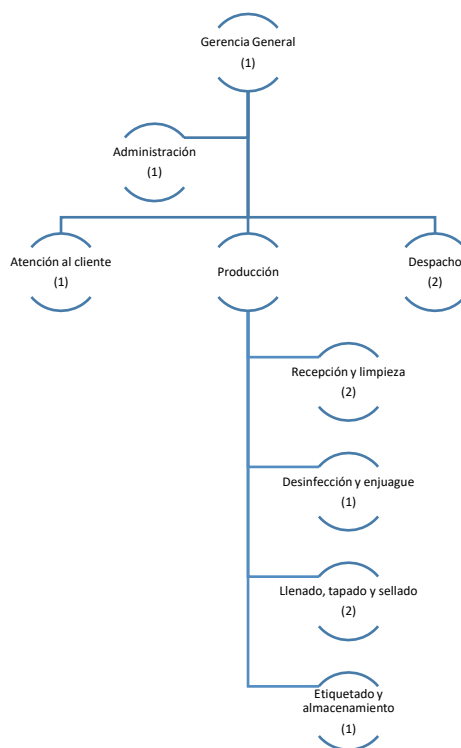 Gerencia General
(1)
Administración
(1)
Atención al cliente
(1)
Producción
Despacho
(2)
Recepción y limpieza
(2)
Desinfección y enjuague
(1)
Llenado, tapado y sellado
(2)
Etiquetado y
almacenamiento
(1)